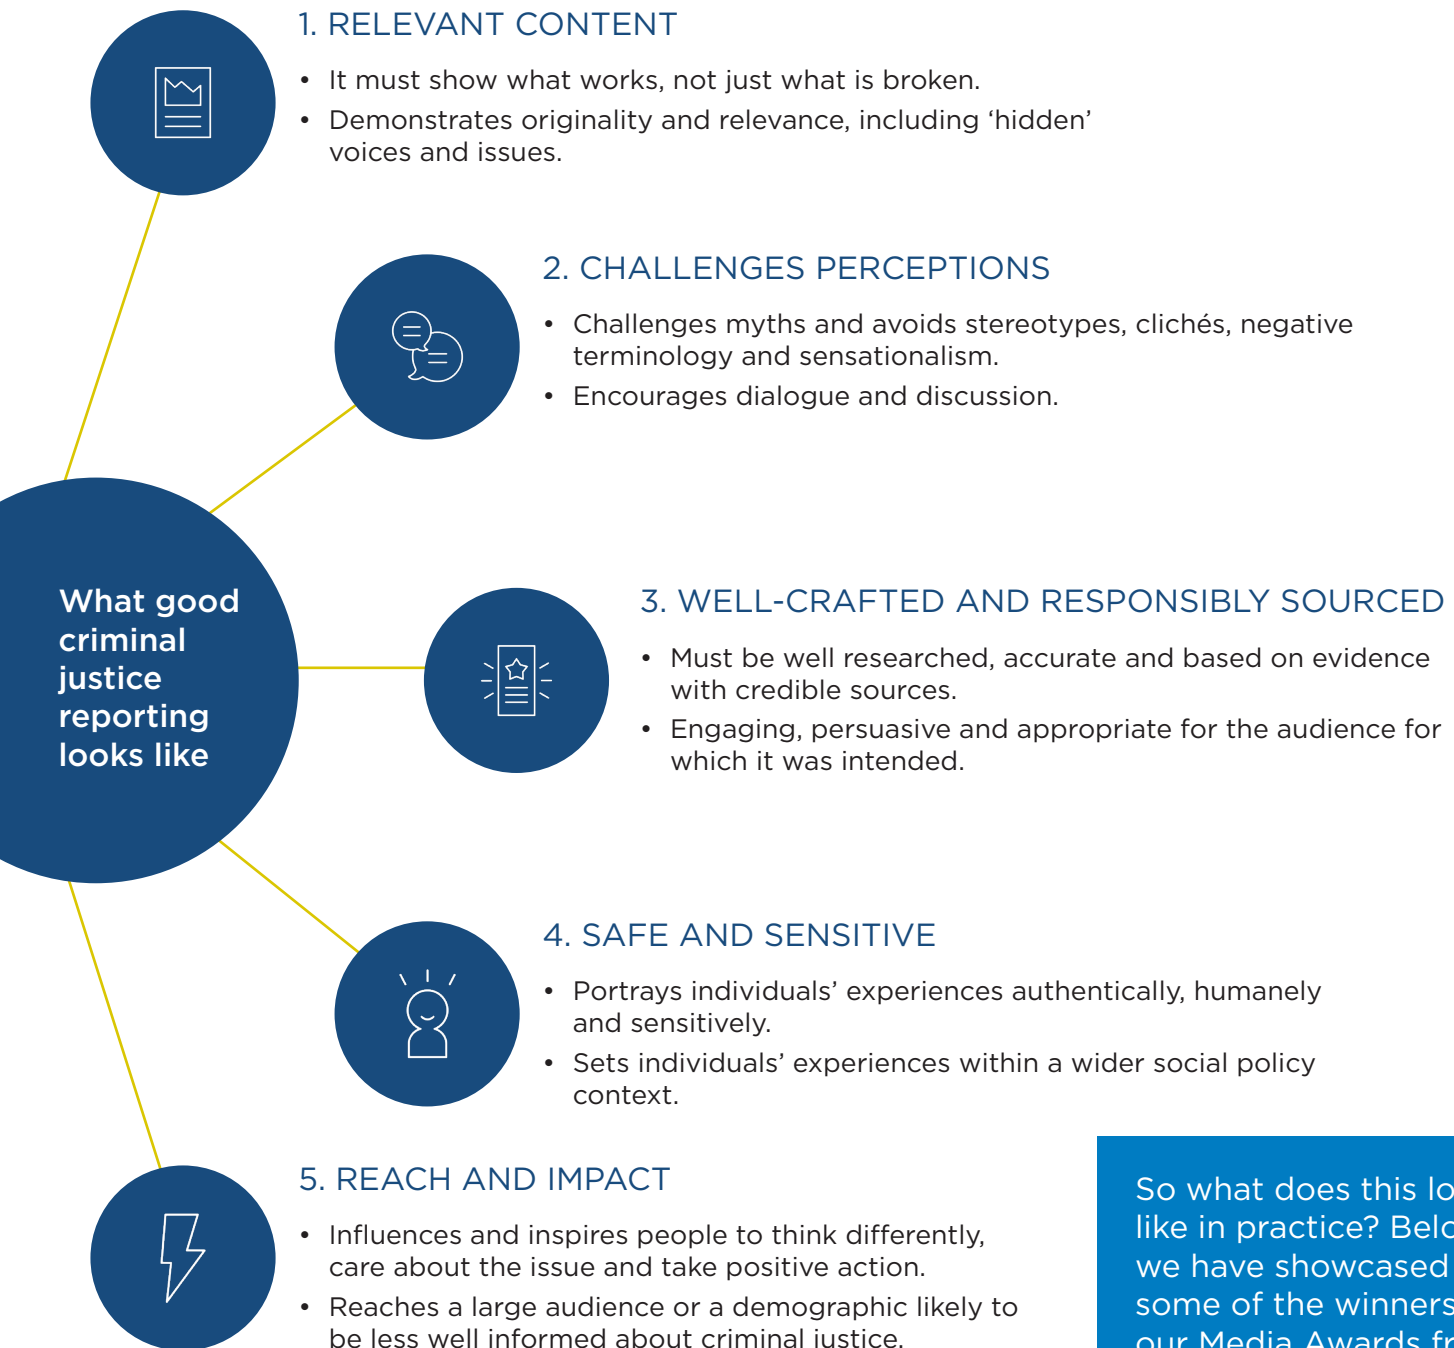 1. RELEVANT CONTENT
• It must show what works, not just what is broken.
• Demonstrates originality and relevance, including ‘hidden’
voices and issues.
2. CHALLENGES PERCEPTIONS
• Challenges myths and avoids stereotypes, clichés, negative
terminology and sensationalism.
• Encourages dialogue and discussion.
What good
criminal
justice
reporting
looks like
3. WELL-CRAFTED AND RESPONSIBLY SOURCED
• Must be well researched, accurate and based on evidence
with credible sources.
• Engaging, persuasive and appropriate for the audience for
which it was intended.
4. SAFE AND SENSITIVE
• Portrays individuals’ experiences authentically, humanely
and sensitively.
• Sets individuals’ experiences within a wider social policy
context.
5. REACH AND IMPACT
• Influences and inspires people to think differently,
care about the issue and take positive action.
• Reaches a large audience or a demographic likely to
be less well informed about criminal justice.
So what does this
like in practice?
we have showcased
some of the winners
our Media Awards